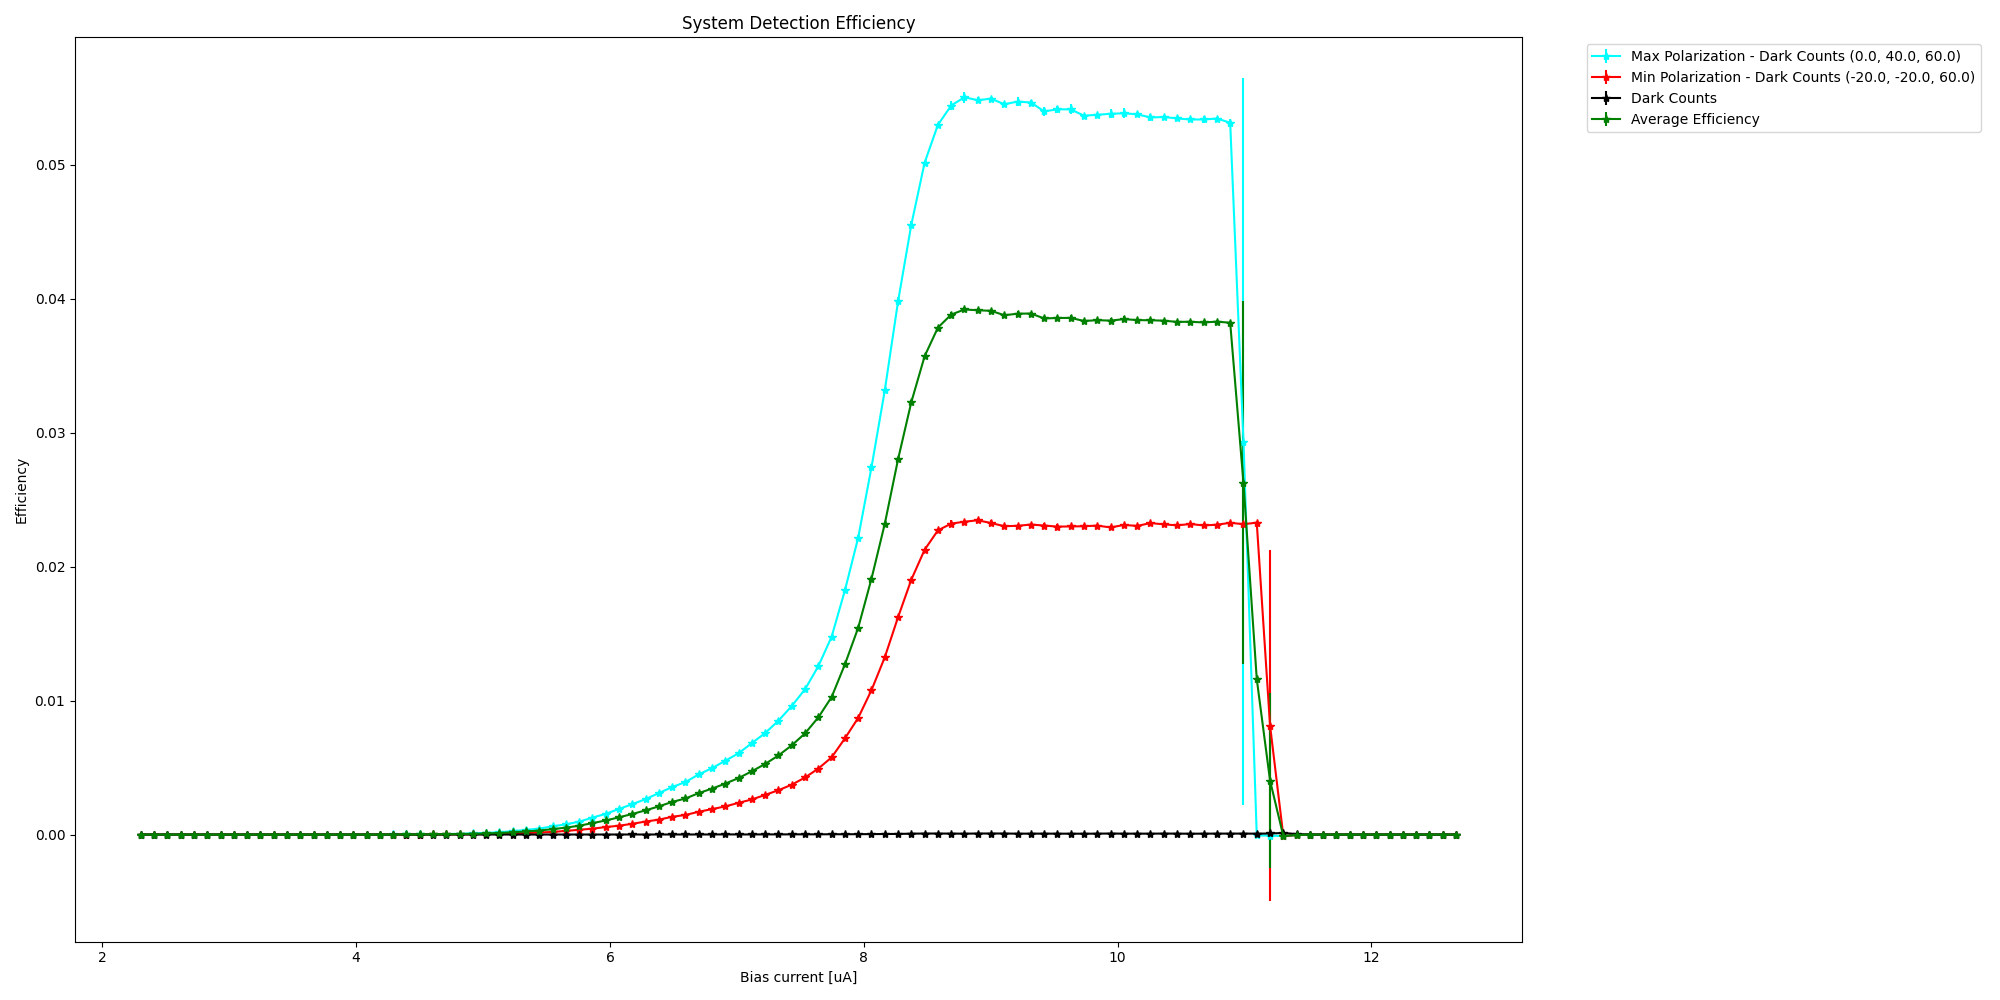 System Detection Efficiency
Max Polarization - Dark Counts (0.0, 40.0, 60.0)
Min Polarization - Dark Counts (-20.0, -20.0, 60.0)
Dark Counts
Average Efficiency
Efficiency
0.05
0.04
0.03
0.02
0.01
0.00
2 4 6 8 10 12
Bias current [uA]